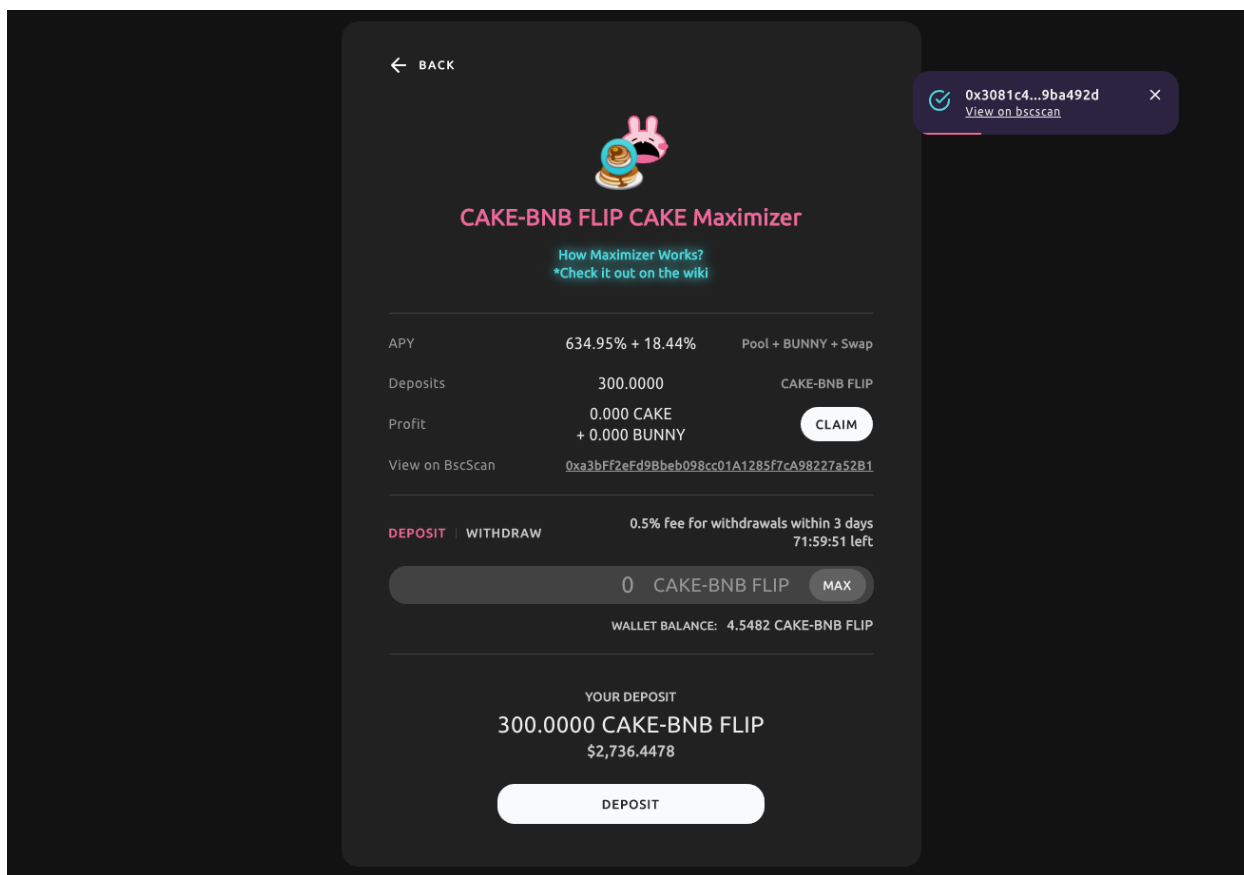 BACK
0x3081c4...9ba492d
View on bscscan
CAKE-BNB FLIP CAKE Maximizer
How Maximizer Works?
*Check it out on the wiki
APY 634.95% + 18.44% Pool + BUNNY + Swap
Deposits 300.0000 CAKE-BNB FLIP
Profit 0.000 CAKE
+ 0.000 BUNNY CLAIM
View on BscScan 0xa3bFf2eFd9Bbeb098cc01A1285f7cA98227a52B1
DEPOSIT | WITHDRAW 0.5% fee for withdrawals within 3 days
71:59:51 left
0 CAKE-BNB FLIP MAX
WALLET BALANCE: 4.5482 CAKE-BNB FLIP
YOUR DEPOSIT
300.0000 CAKE-BNB FLIP
$2,736.4478
DEPOSIT